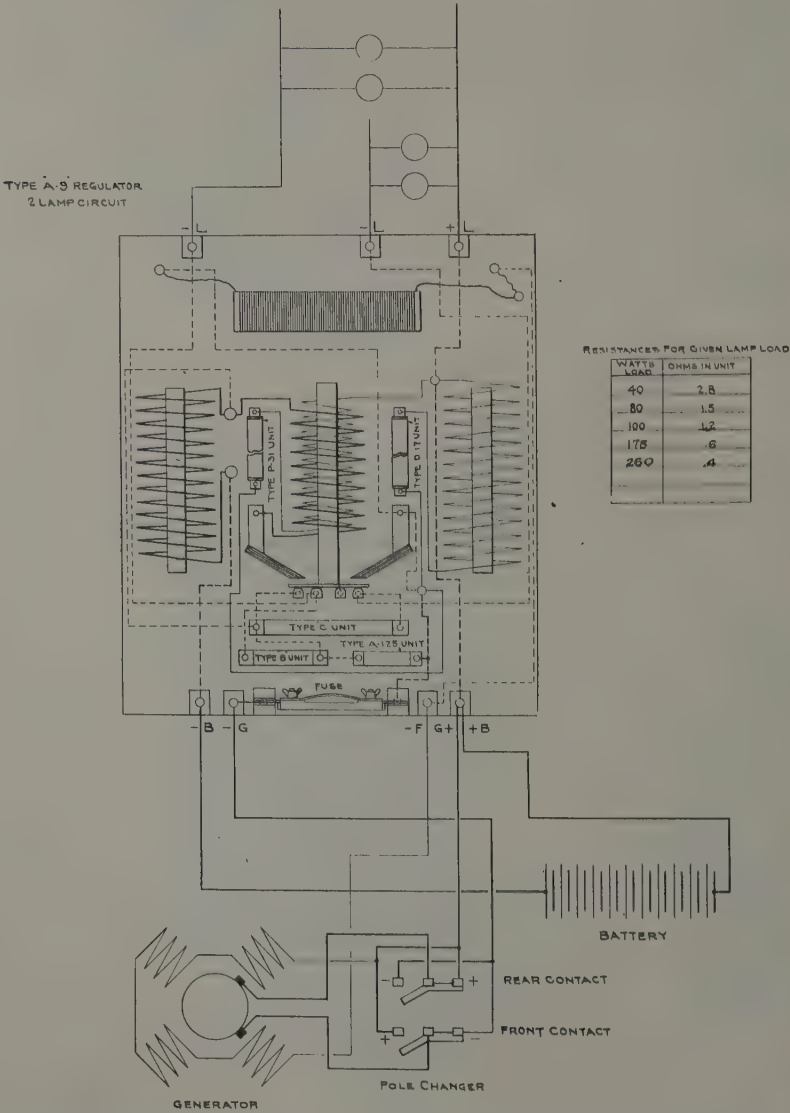 TYPE "A-9" REGULATOR
2 LAMP CIRCUIT
- L
- L
+ L
RESISTANCES FOR GIVEN LAMP LOAD
WATTS LOAD OHMS IN UNIT
40 2.8
80 1.5
100 1.2
175 .6
260 .4
TYPE P-31 UNIT
TYPE D-17 UNIT
TYPE C UNIT
TYPE B UNIT
TYPE A-125 UNIT
FUSE
- B
- G
- F
G +
+ B
BATTERY
- +
REAR CONTACT
+ -
FRONT CONTACT
POLE CHANGER
GENERATOR